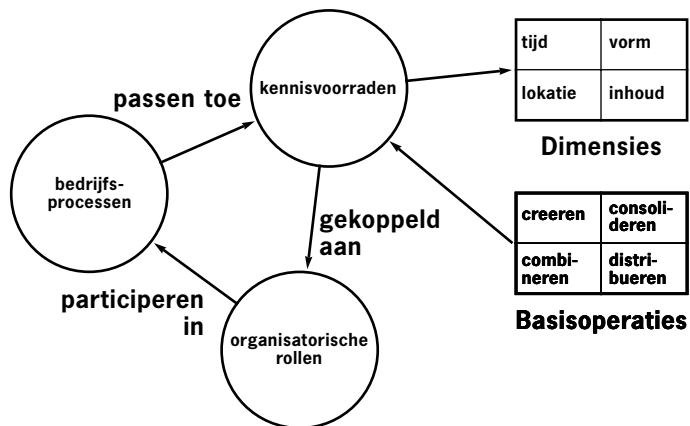 tijd
vorm
kennisvoorraden
passen toe
lokatie
inhoud
Dimensies
bedrijfs-
processen
creeren
consoli-
deren
gekoppeld
aan
combi-
neren
distri-
bueren
participeren
in
Basisoperaties
organisatorische
rollen